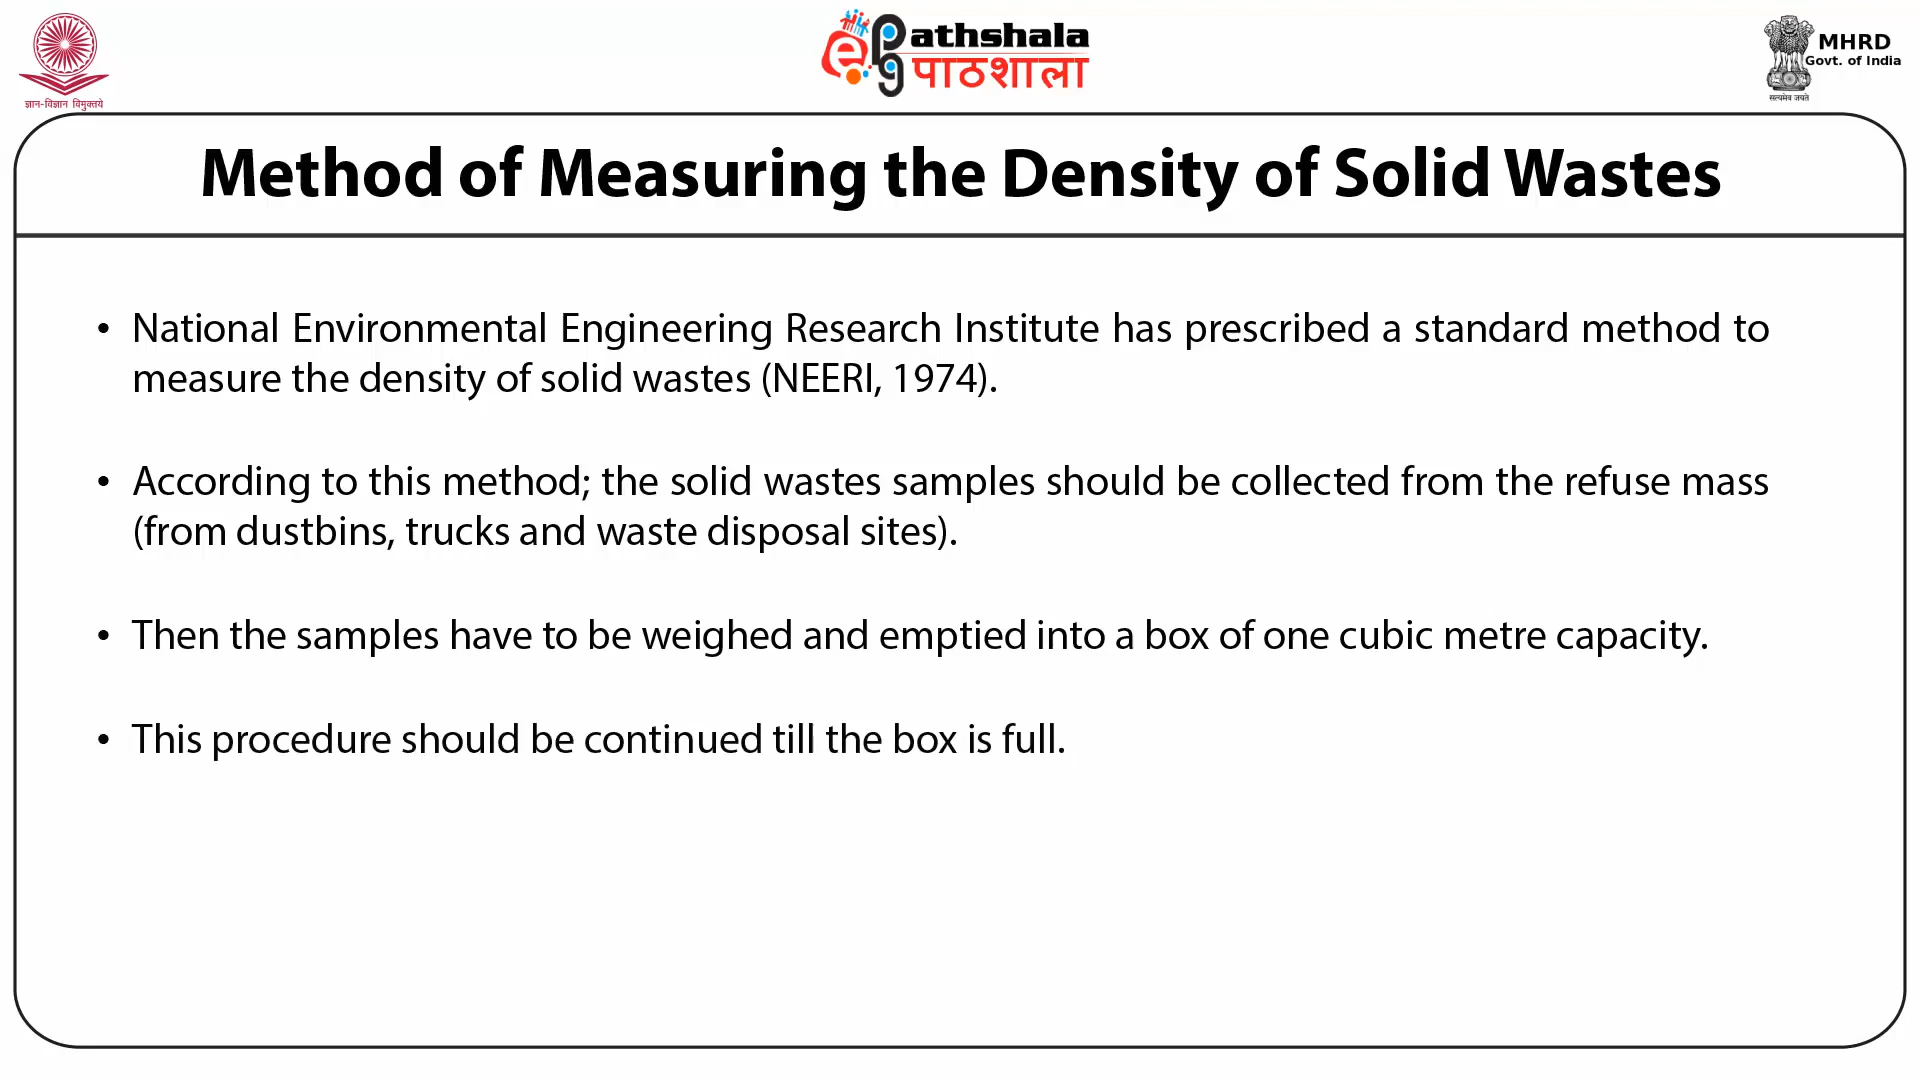 ज्ञान-विज्ञान विमुक्तये
ePG athshala
पाठशाला
MHRD
Govt. of India
सत्यमेव जयते
Method of Measuring the Density of Solid Wastes
• National Environmental Engineering Research Institute has prescribed a standard method to
measure the density of solid wastes (NEERI, 1974).
• According to this method; the solid wastes samples should be collected from the refuse mass
(from dustbins, trucks and waste disposal sites).
• Then the samples have to be weighed and emptied into a box of one cubic metre capacity.
• This procedure should be continued till the box is full.